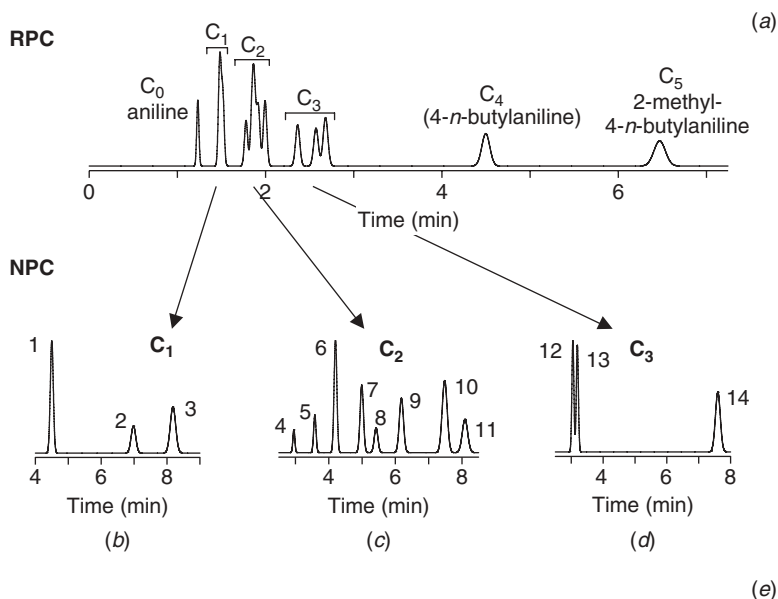 RPC
(a)
C₀
aniline
C₁
C₂
C₃
C₄
(4-n-butylaniline)
C₅
2-methyl-
4-n-butylaniline
0 2 4 6
Time (min)
NPC
C₁
1 2 3
4 6 8
Time (min)
(b)
C₂
4 5 6 7 8 9 10 11
4 6 8
Time (min)
(c)
C₃
12 13 14
4 6 8
Time (min)
(d)
(e)